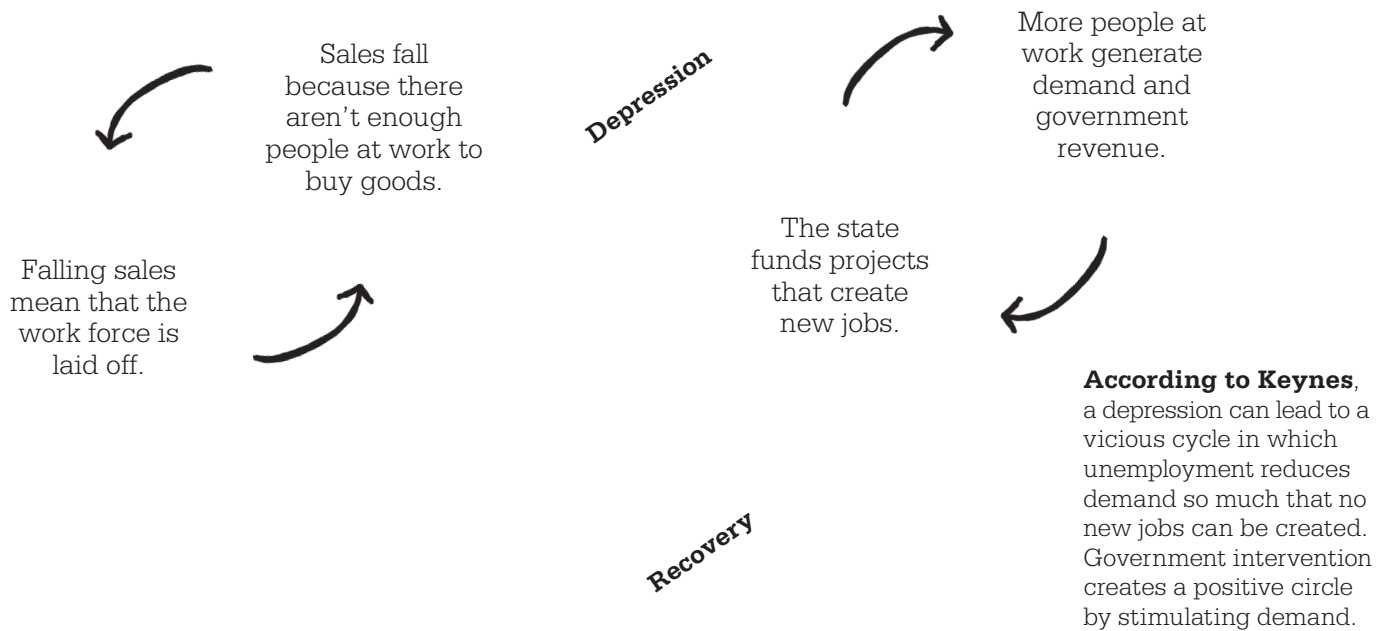 Sales fall
because there
aren't enough
people at work to
buy goods.
Falling sales
mean that the
work force is
laid off.
Depression
More people at
work generate
demand and
government
revenue.
The state
funds projects
that create
new jobs.
Recovery
According to Keynes,
a depression can lead to a
vicious cycle in which
unemployment reduces
demand so much that no
new jobs can be created.
Government intervention
creates a positive circle
by stimulating demand.